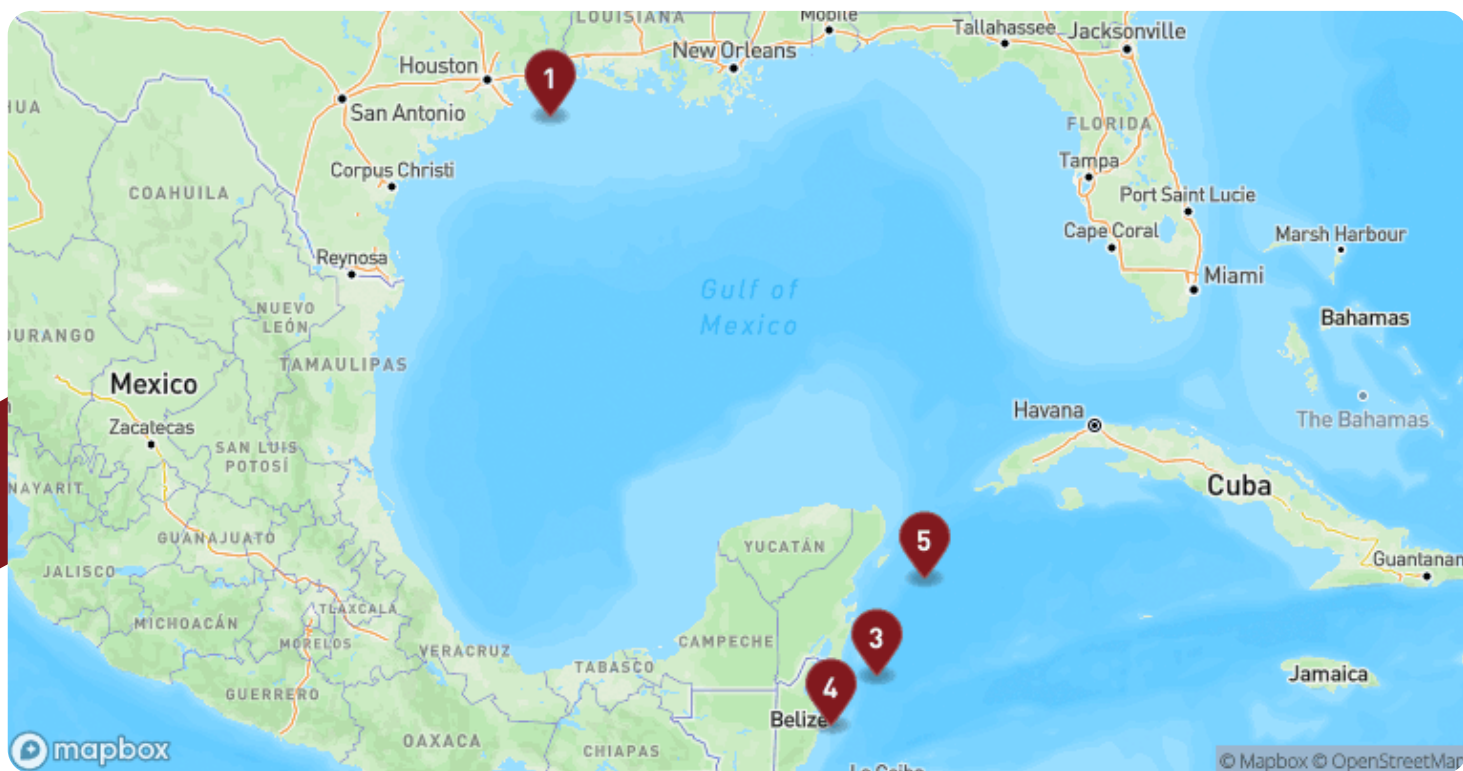 LOUISIANA
Mobile
Tallahassee
Jacksonville
New Orleans
Houston
1
San Antonio
HUA
FLORIDA
Tampa
Corpus Christi
COAHUILA
Port Saint Lucie
Cape Coral
Marsh Harbour
Reynosa
Miami
Gulf of
Mexico
NUEVO
LEÓN
Bahamas
DURANGO
TAMAULIPAS
Mexico
Havana
The Bahamas
Zacatecas
SAN LUIS
POTOSÍ
NAYARIT
Cuba
GUANAJUATO
5
YUCATÁN
Guantanam
JALISCO
TLAXCALA
MICHOACÁN
MORELOS
VERACRUZ
CAMPECHE
3
TABASCO
Jamaica
GUERRERO
4
Belize
OAXACA
CHIAPAS
mapbox
© Mapbox © OpenStreetMap